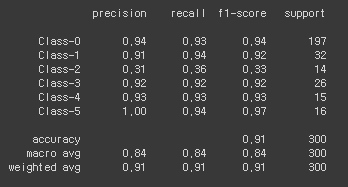 precision recall f1-score support
Class-0 0.94 0.93 0.94 197
Class-1 0.91 0.94 0.92 32
Class-2 0.31 0.36 0.33 14
Class-3 0.92 0.92 0.92 26
Class-4 0.93 0.93 0.93 15
Class-5 1.00 0.94 0.97 16
accuracy 0.91 300
macro avg 0.84 0.84 0.84 300
weighted avg 0.91 0.91 0.91 300